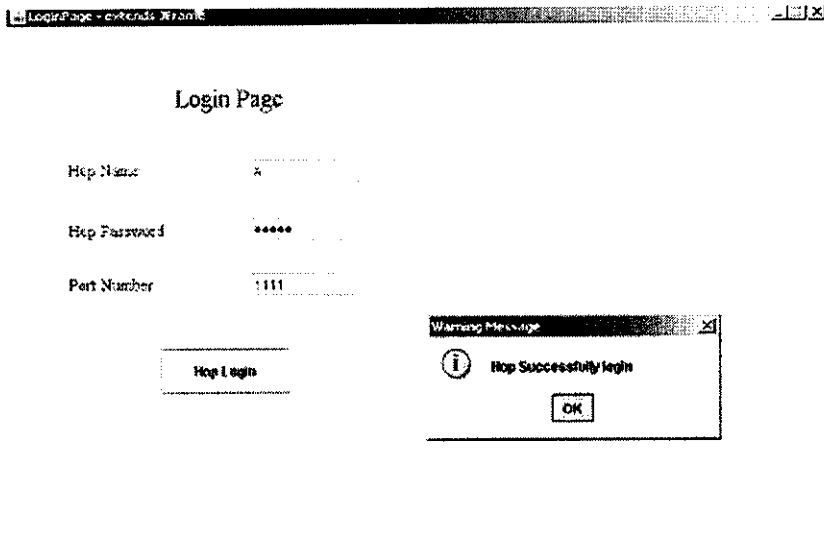 LoginPage - extends JFrame
Login Page
Hop Name
Hop Password
*****
Port Number
1111
Warning Message
Hop Successfully login
Hop Login
OK